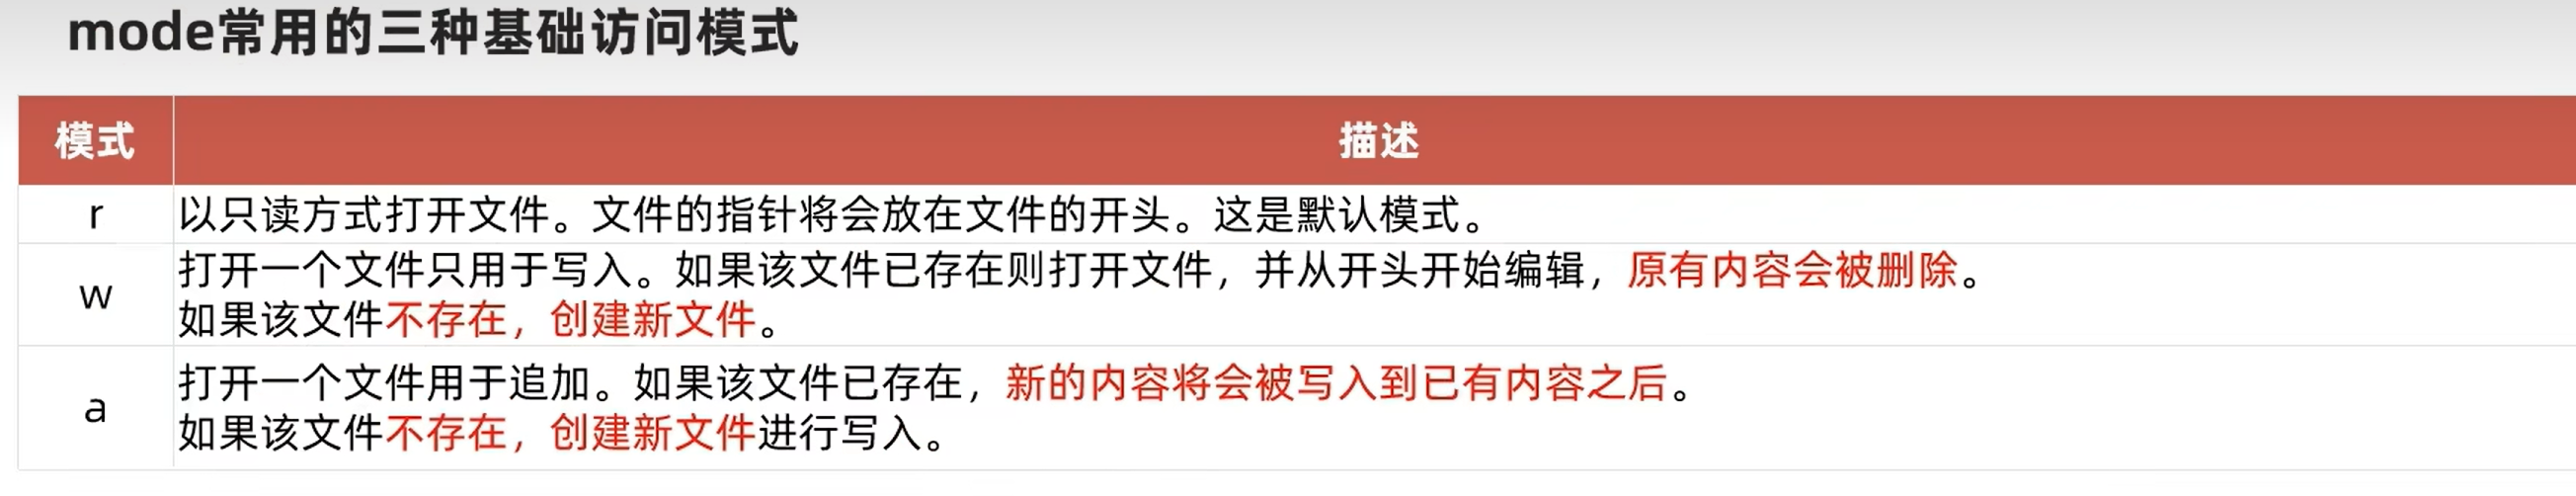 mode常用的三种基础访问模式
模式 描述
r 以只读方式打开文件。文件的指针将会放在文件的开头。这是默认模式。
w 打开一个文件只用于写入。如果该文件已存在则打开文件，并从开头开始编辑，原有内容会被删除。
如果该文件不存在，创建新文件。
a 打开一个文件用于追加。如果该文件已存在，新的内容将会被写入到已有内容之后。
如果该文件不存在，创建新文件进行写入。